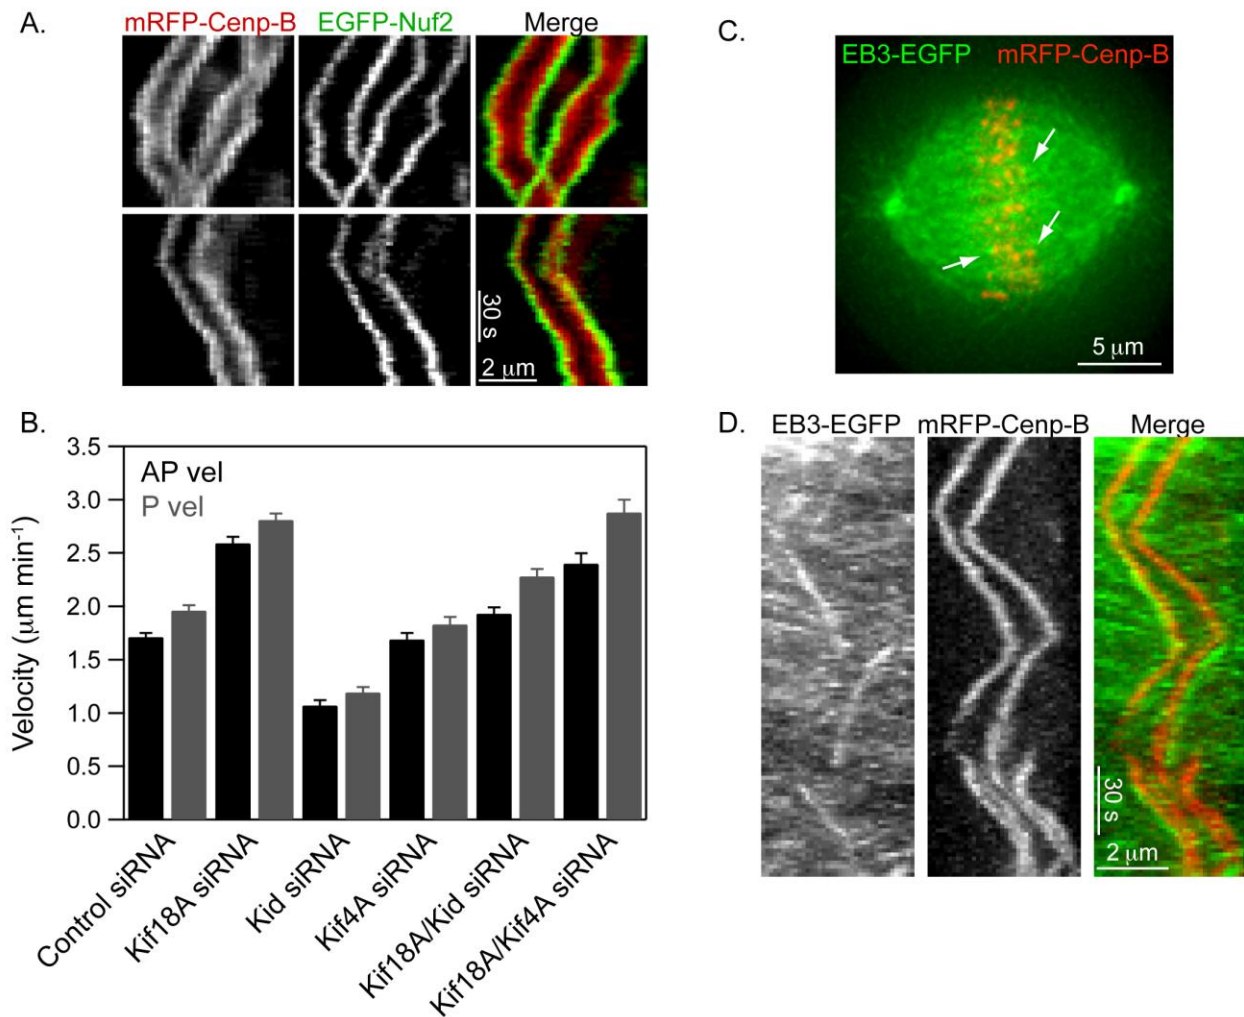 A.
mRFP-Cenp-B EGFP-Nuf2 Merge
30 s
2 μm
B.
3.5
3.0
2.5
2.0
1.5
1.0
0.5
0.0
Velocity (μm min⁻¹)
AP vel
P vel
Control siRNA
Kif18A siRNA
Kid siRNA
Kif4A siRNA
Kif18A/Kid siRNA
Kif18A/Kif4A siRNA
C.
EB3-EGFP mRFP-Cenp-B
5 μm
D.
EB3-EGFP mRFP-Cenp-B Merge
30 s
2 μm